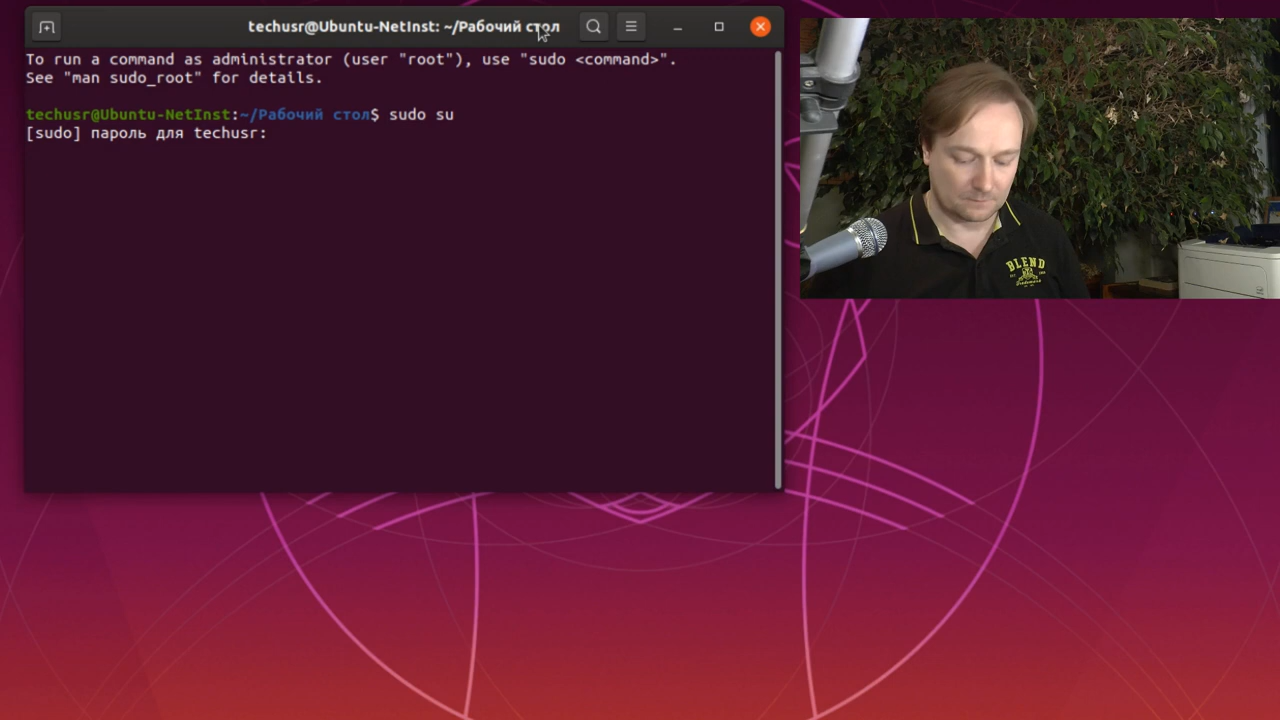 techusr@Ubuntu-NetInst: ~/Рабочий стол
To run a command as administrator (user "root"), use "sudo <command>".
See "man sudo_root" for details.
techusr@Ubuntu-NetInst:~/Рабочий стол$ sudo su
[sudo] пароль для techusr:
BLEND
Trademark